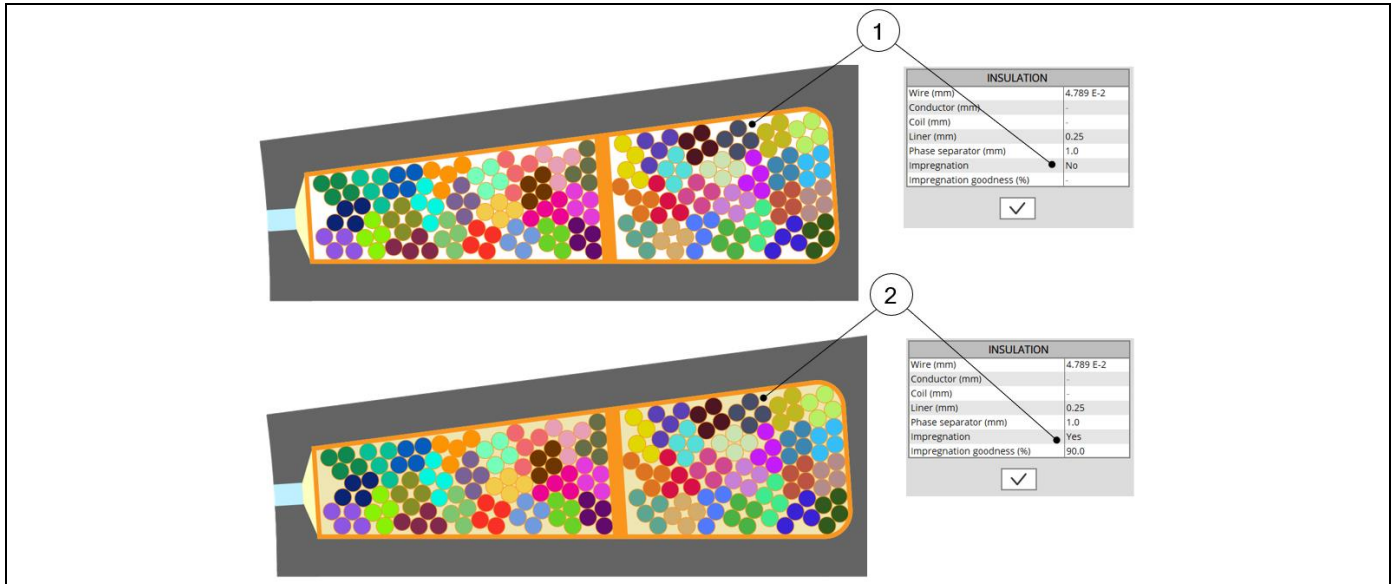 1
INSULATION
Wire (mm) 4.789 E-2
Conductor (mm) -
Coil (mm) -
Liner (mm) 0.25
Phase separator (mm) 1.0
Impregnation No
Impregnation goodness (%) -
2
INSULATION
Wire (mm) 4.789 E-2
Conductor (mm) -
Coil (mm) -
Liner (mm) 0.25
Phase separator (mm) 1.0
Impregnation Yes
Impregnation goodness (%) 90.0